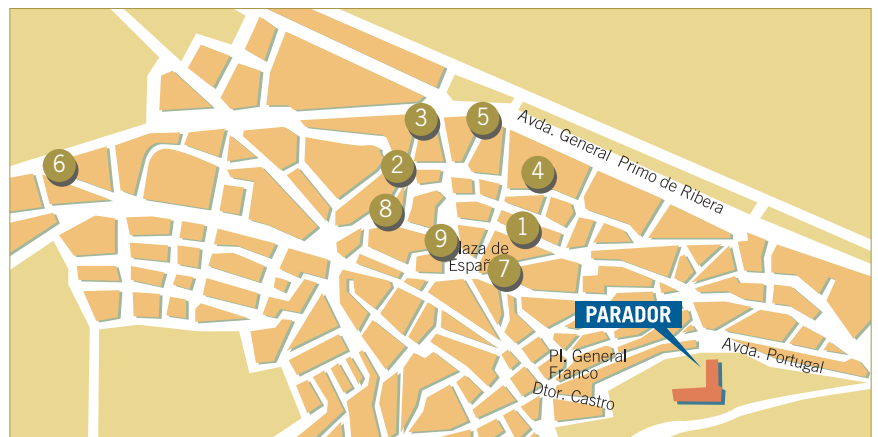 3
5
Avda. General Primo de Ribera
6
2
4
8
1
9
laza de
Españ
7
PARADOR
Avda. Portugal
Pl. General
Franco
Dtor. Castro